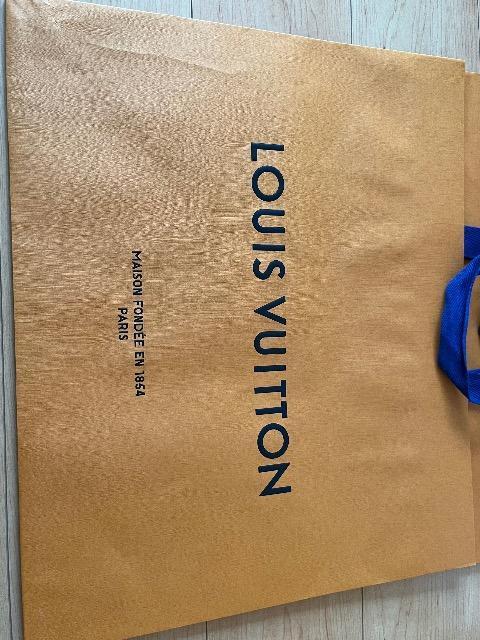 LOUIS VUITTON
MAISON FONDÉE EN 1854
PARIS